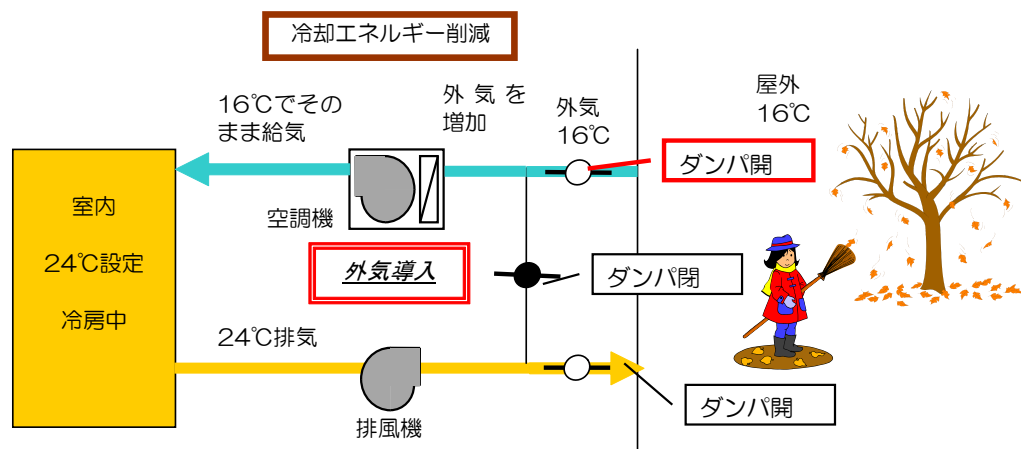 冷却エネルギー削減
16℃でその
まま給気
外気を
増加
外気
16℃
屋外
16℃
ダンパ開
室内
24℃設定
冷房中
空調機
外気導入
ダンパ閉
24℃排気
排風機
ダンパ開